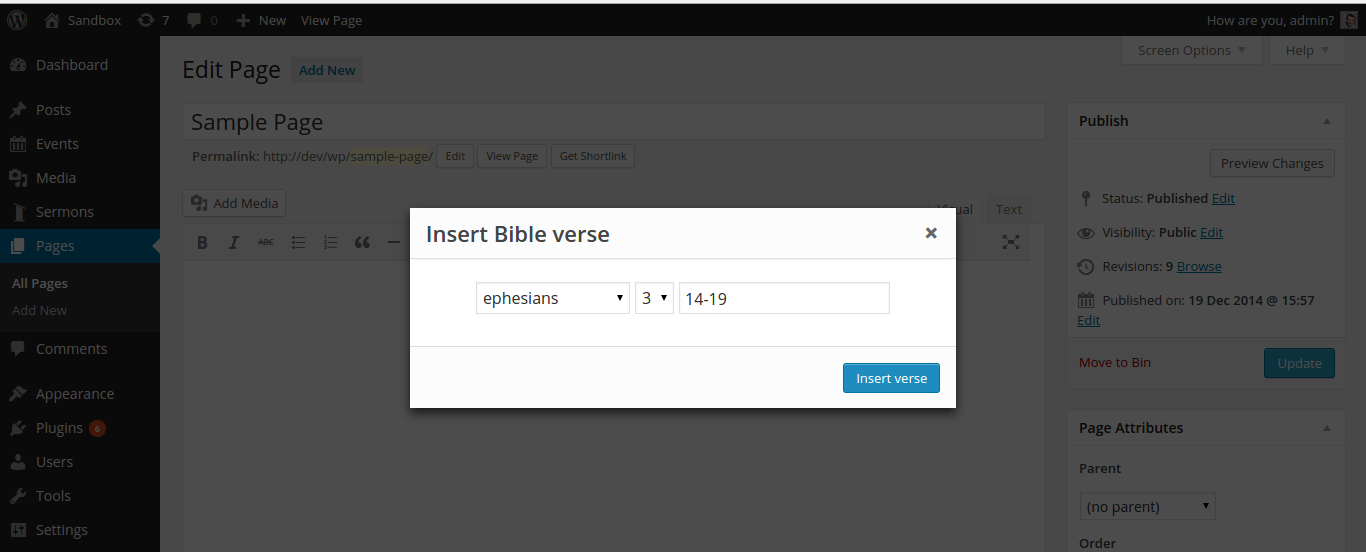 Sandbox 7 0 New View Page How are you, admin?
Dashboard
Posts
Events
Media
Sermons
Pages
All Pages
Add New
Comments
Appearance
Plugins 6
Users
Tools
Settings
Screen Options Help
Edit Page Add New
Sample Page
Permalink: http://dev/wp/sample-page/ Edit View Page Get Shortlink
Add Media
Text
B I ABC
Insert Bible verse ×
ephesians 3 14-19
Insert verse
Publish
Preview Changes
Status: Published Edit
Visibility: Public Edit
Revisions: 9 Browse
Published on: 19 Dec 2014 @ 15:57
Edit
Move to Bin Update
Page Attributes
Parent
(no parent)
Order